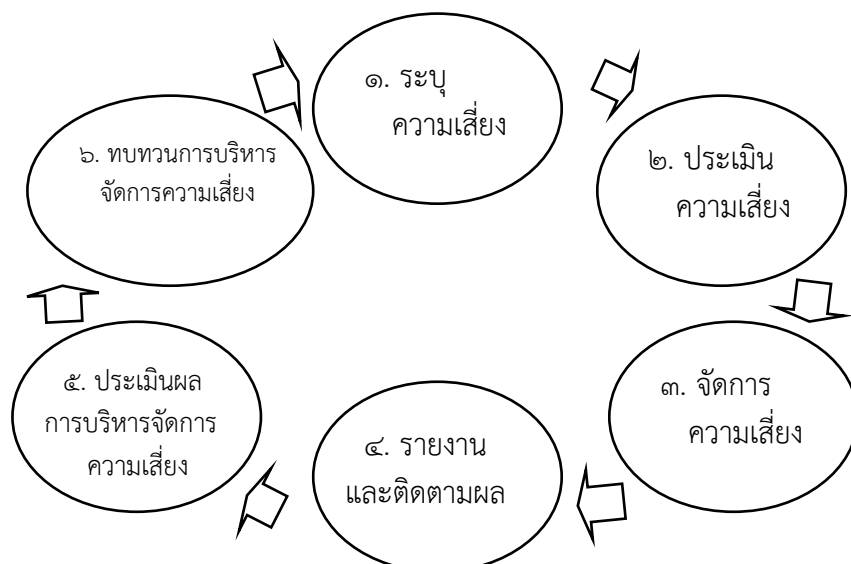 ๑. ระบุ
ความเสี่ยง
๒. ประเมิน
ความเสี่ยง
๓. จัดการ
ความเสี่ยง
๔. รายงาน
และติดตามผล
๕. ประเมินผล
การบริหารจัดการ
ความเสี่ยง
๖. ทบทวนการบริหาร
จัดการความเสี่ยง